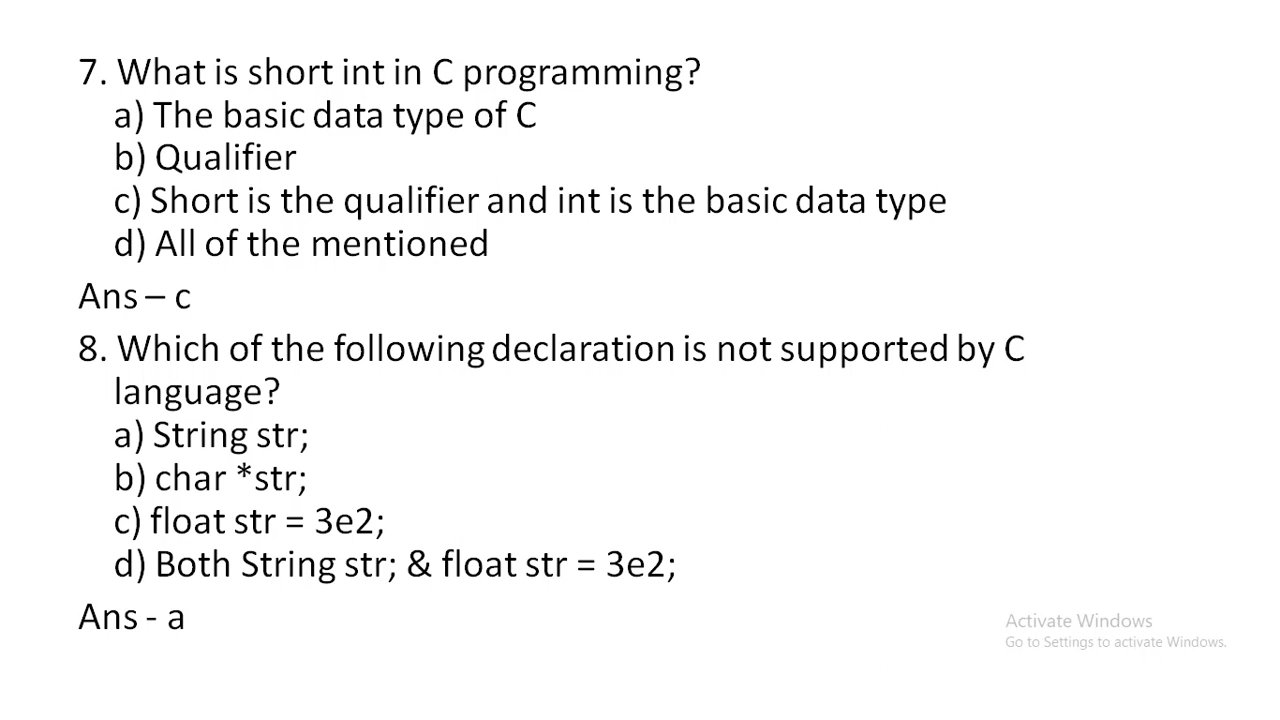 7. What is short int in C programming?
a) The basic data type of C
b) Qualifier
c) Short is the qualifier and int is the basic data type
d) All of the mentioned
Ans – c
8. Which of the following declaration is not supported by C
language?
a) String str;
b) char *str;
c) float str = 3e2;
d) Both String str; & float str = 3e2;
Ans - a
Activate Windows
Go to Settings to activate Windows.